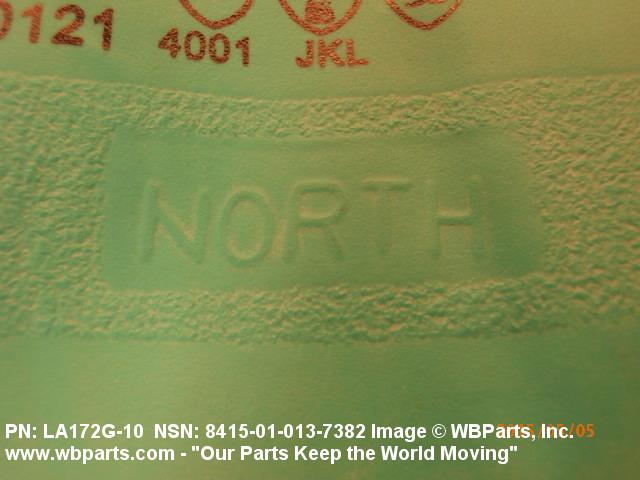 0121
4001
JKL
NORTH
PN: LA172G-10 NSN: 8415-01-013-7382 Image © WBParts, Inc.
www.wbparts.com - "Our Parts Keep the World Moving"